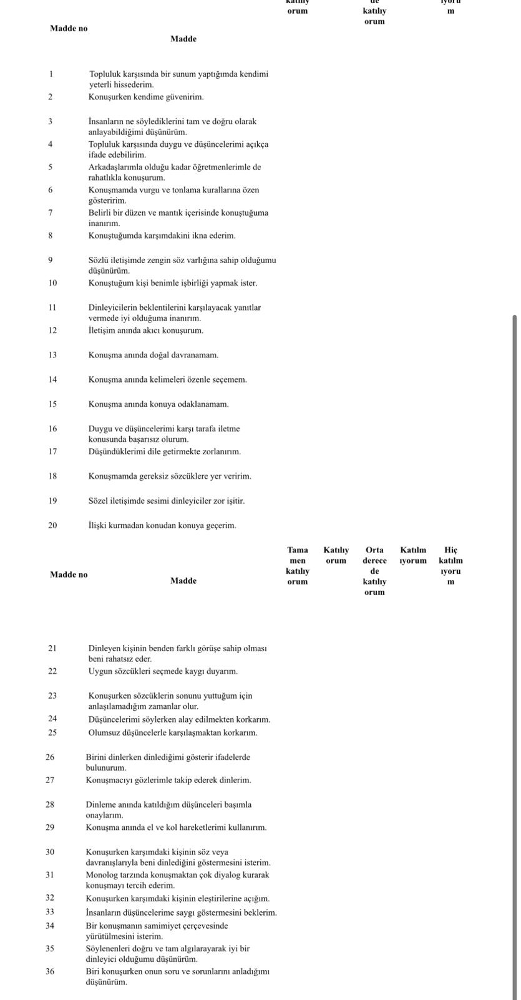 katılıy de ıyoru
orum katılıy m
orum
Madde no
Madde
1 Topluluk karşısında bir sunum yaptığımda kendimi
yeterli hissederim.
2 Konuşurken kendime güvenirim.
3 İnsanların ne söylediklerini tam ve doğru olarak
anlayabildiğimi düşünürüm.
4 Topluluk karşısında duygu ve düşüncelerimi açıkça
ifade edebilirim.
5 Arkadaşlarımla olduğu kadar öğretmenlerimle de
rahatlıkla konuşurum.
6 Konuşmamda vurgu ve tonlama kurallarına özen
gösteririm.
7 Belirli bir düzen ve mantık içerisinde konuştuğuma
inanırım.
8 Konuştuğumda karşımdakini ikna ederim.
9 Sözlü iletişimde zengin söz varlığına sahip olduğumu
düşünürüm.
10 Konuştuğum kişi benimle işbirliği yapmak ister.
11 Dinleyicilerin beklentilerini karşılayacak yanıtlar
vermede iyi olduğuma inanırım.
12 İletişim anında akıcı konuşurum.
13 Konuşma anında doğal davranamam.
14 Konuşma anında kelimeleri özenle seçemem.
15 Konuşma anında konuya odaklanamam.
16 Duygu ve düşüncelerimi karşı tarafa iletme
konusunda başarısız olurum.
17 Düşündüklerimi dile getirmekte zorlanırım.
18 Konuşmamda gereksiz sözcüklere yer veririm.
19 Sözel iletişimde sesimi dinleyiciler zor işitir.
20 İlişki kurmadan konudan konuya geçerim.
Tama Katılıy Orta Katılm Hiç
men orum derece ıyorum katılm
Madde no katılıy de ıyoru
Madde orum katılıy m
orum
21 Dinleyen kişinin benden farklı görüşe sahip olması
beni rahatsız eder.
22 Uygun sözcükleri seçmede kaygı duyarım.
23 Konuşurken sözcüklerin sonunu yuttuğum için
anlaşılamadığım zamanlar olur.
24 Düşüncelerimi söylerken alay edilmekten korkarım.
25 Olumsuz düşüncelerle karşılaşmaktan korkarım.
26 Birini dinlerken dinlediğimi gösterir ifadelerde
bulunurum.
27 Konuşmacıyı gözlerimle takip ederek dinlerim.
28 Dinleme anında katıldığım düşünceleri başımla
onaylarım.
29 Konuşma anında el ve kol hareketlerimi kullanırım.
30 Konuşurken karşımdaki kişinin söz veya
davranışlarıyla beni dinlediğini göstermesini isterim.
31 Monolog tarzında konuşmaktan çok diyalog kurarak
konuşmayı tercih ederim.
32 Konuşurken karşımdaki kişinin eleştirilerine açığım.
33 İnsanların düşüncelerime saygı göstermesini beklerim.
34 Bir konuşmanın samimiyet çerçevesinde
yürütülmesini isterim.
35 Söylenenleri doğru ve tam algılarayarak iyi bir
dinleyici olduğumu düşünürüm.
36 Biri konuşurken onun soru ve sorunlarını anladığımı
düşünürüm.